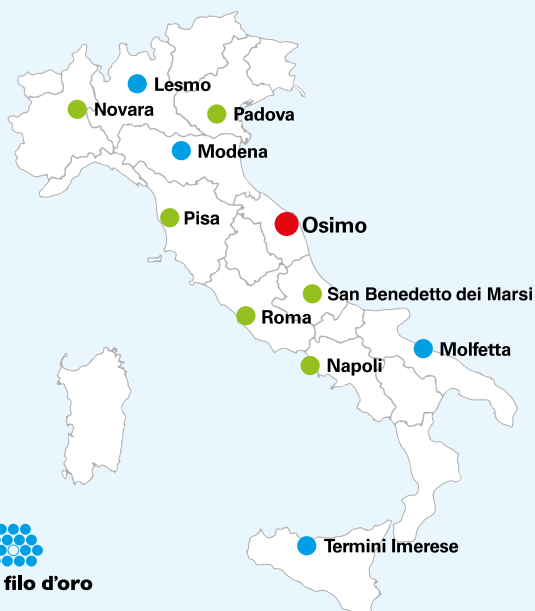 Lesmo
Novara
Padova
Modena
Pisa
Osimo
San Benedetto dei Marsi
Roma
Molfetta
Napoli
Termini Imerese
filo d'oro